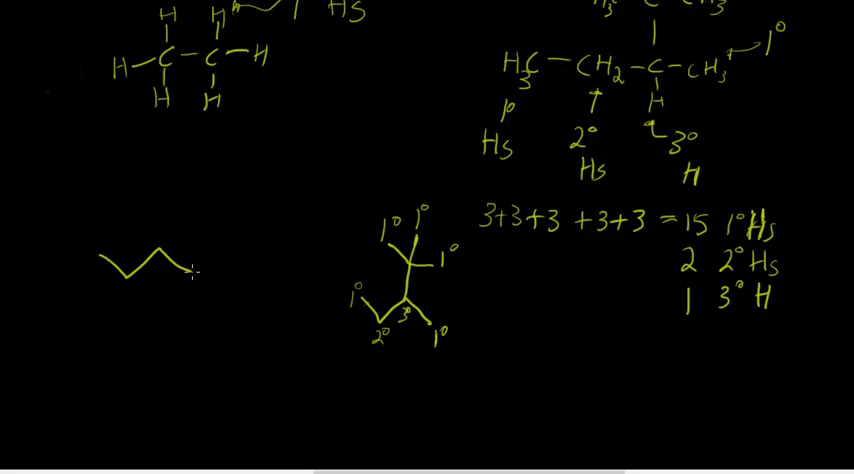 H H 1 Hs
H C C H
H H
H3C CH2 C CH3 1°
H
1° 2° 3°
Hs Hs H
3+3+3 +3+3 = 15 1° Hs
2 2° Hs
1 3° H
1° 1°
1°
1° 3°
2° 1°